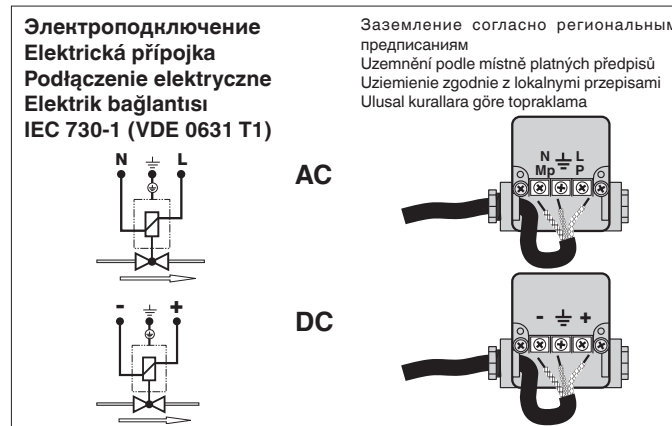 Электроподключение
Elektrická přípojka
Podłączenie elektryczne
Elektrik bağlantısı
IEC 730-1 (VDE 0631 T1)
Заземление согласно региональным
предписаниям
Uzemnění podle místně platných předpisů
Uziemienie zgodnie z lokalnymi przepisami
Ulusal kurallara göre topraklama
N L
AC
N L
Mp P
- +
DC
- +